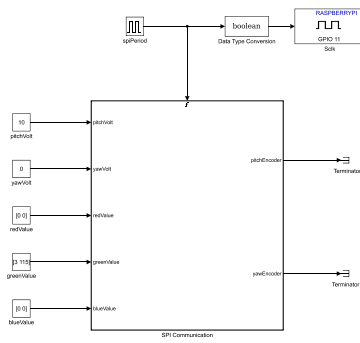 RASPBERRYPI
boolean
GPIO 11
spiPeriod
Data Type Conversion
Sclk
10
pitchVolt
pitchVolt
0
yawVolt
yawVolt
[0 0]
redValue
redValue
[3 115]
greenValue
greenValue
[0 0]
blueValue
blueValue
pitchEncoder
Terminator
yawEncoder
Terminator
SPI Communication